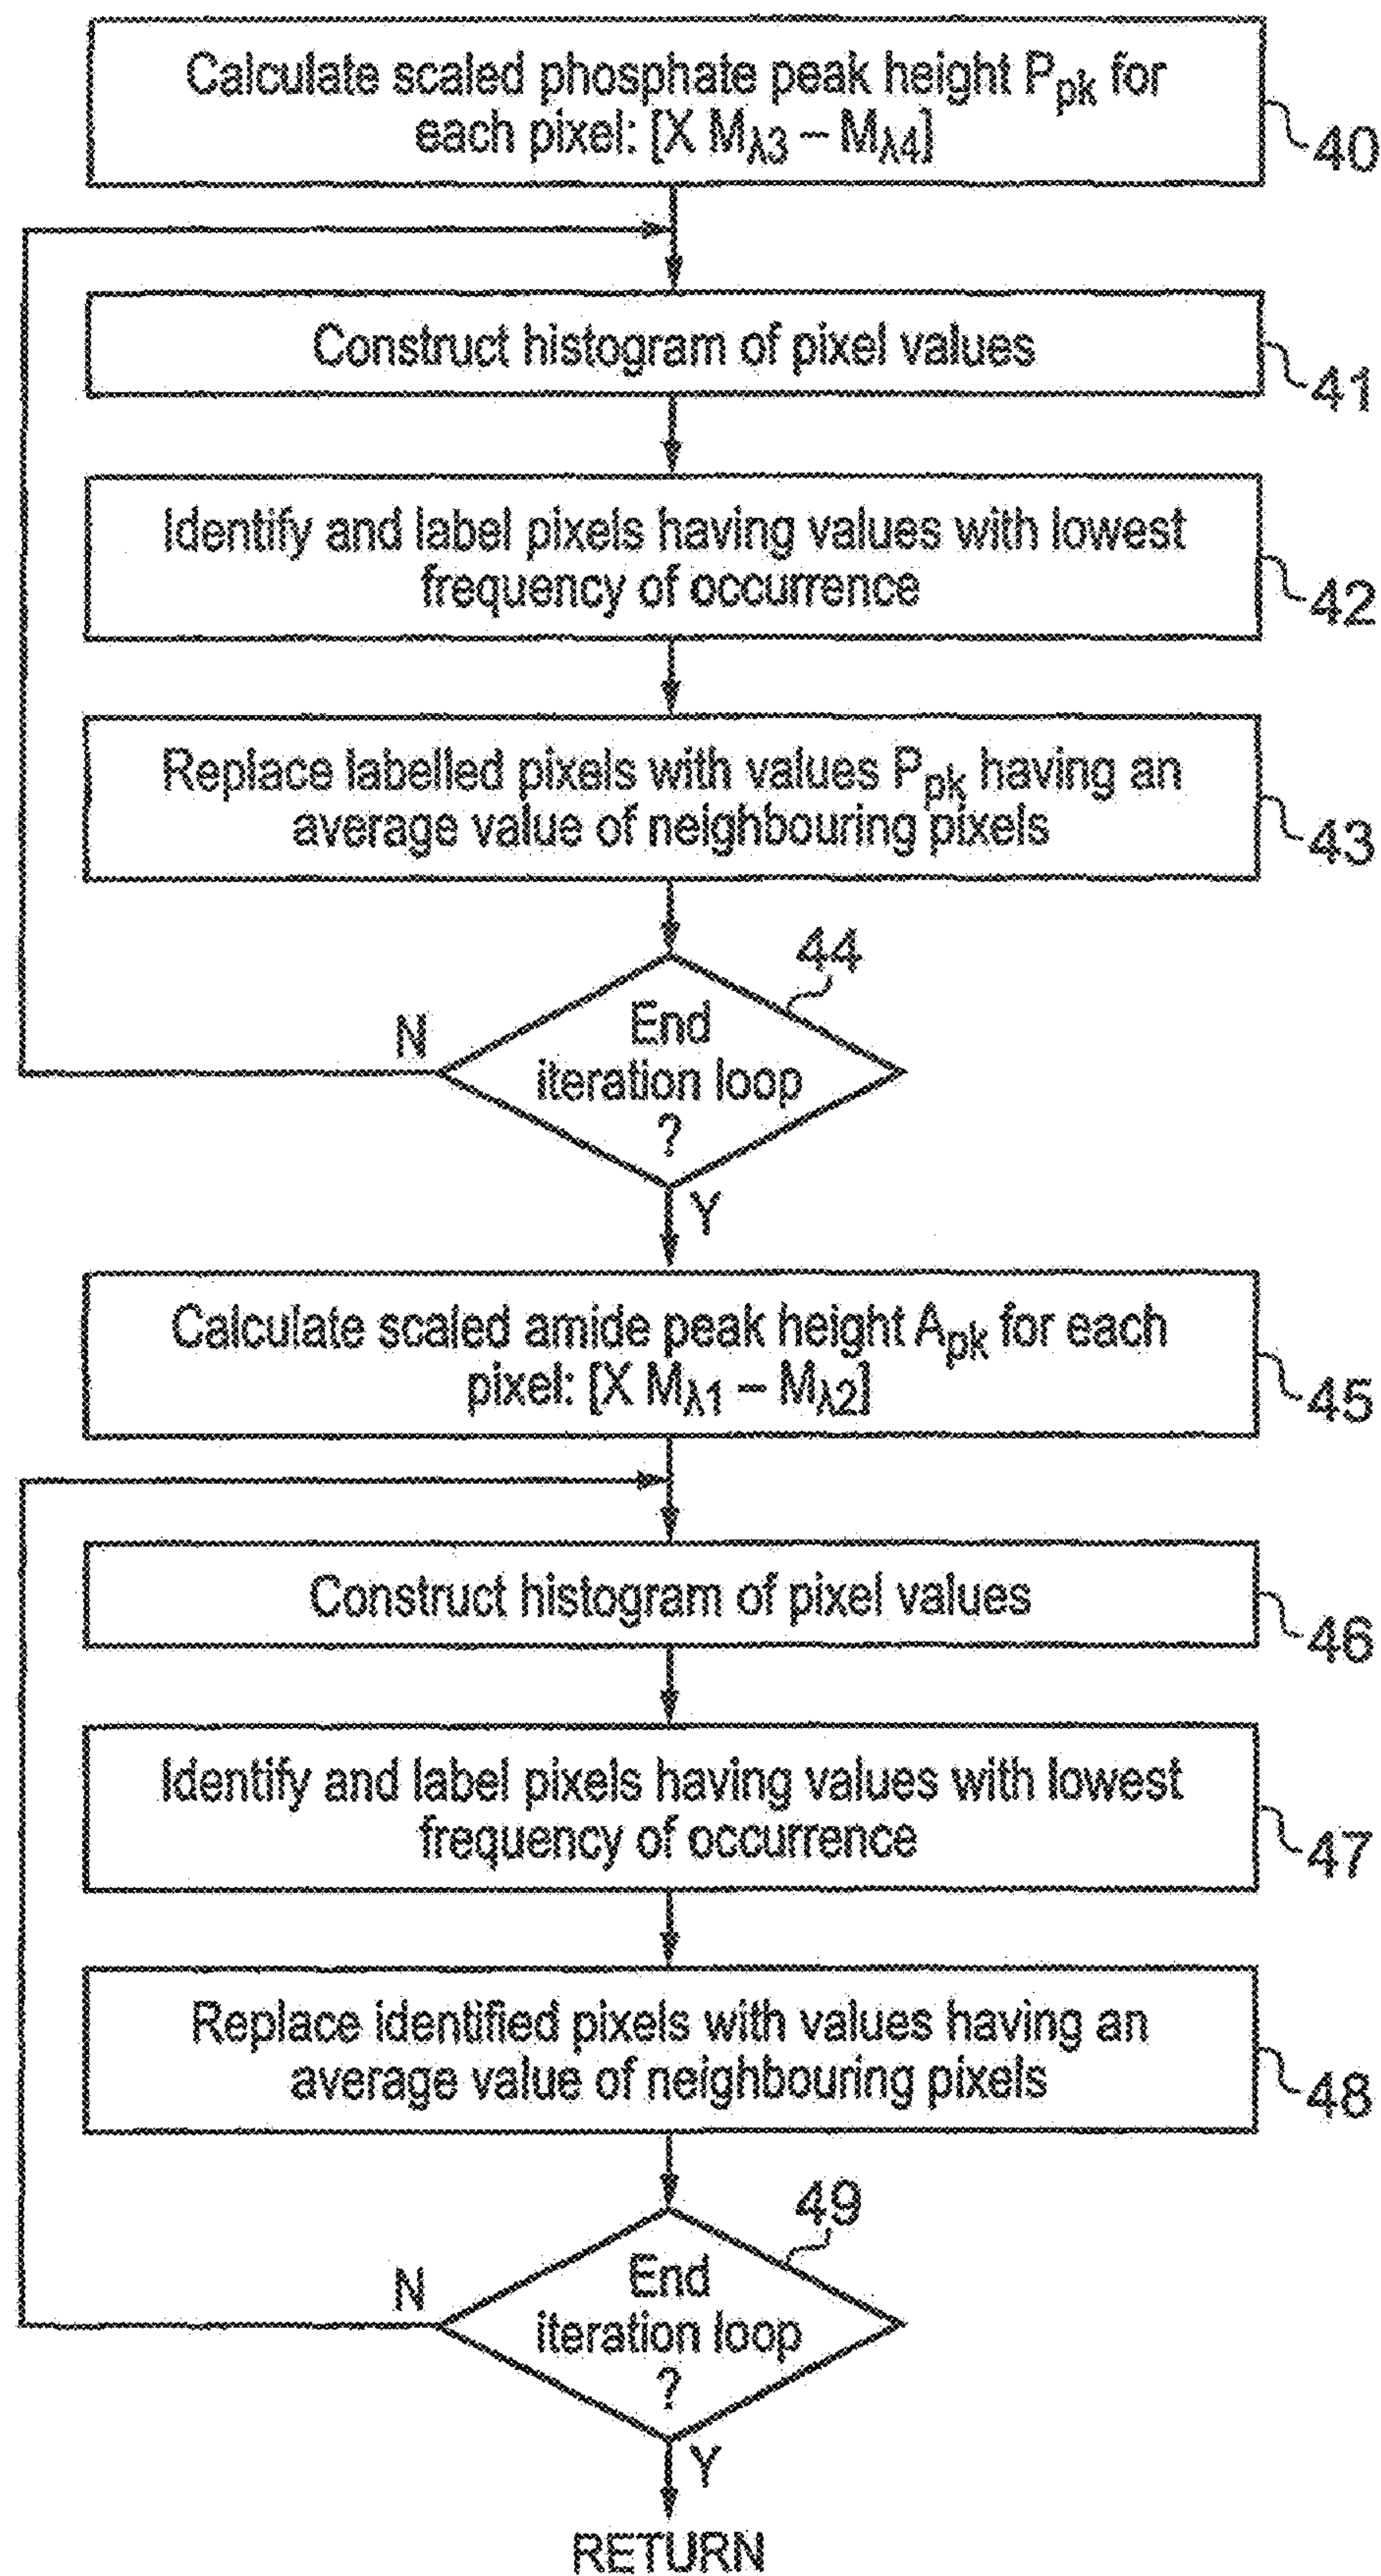 Calculate scaled phosphate peak height Ppk for
each pixel: [X Mλ3 – Mλ4]
40
Construct histogram of pixel values
41
Identify and label pixels having values with lowest
frequency of occurrence
42
Replace labelled pixels with values Ppk having an
average value of neighbouring pixels
43
44
End
iteration loop
?
N
Y
Calculate scaled amide peak height Apk for each
pixel: [X Mλ1 – Mλ2]
45
Construct histogram of pixel values
46
Identify and label pixels having values with lowest
frequency of occurrence
47
Replace identified pixels with values having an
average value of neighbouring pixels
48
49
End
iteration loop
?
N
Y
RETURN